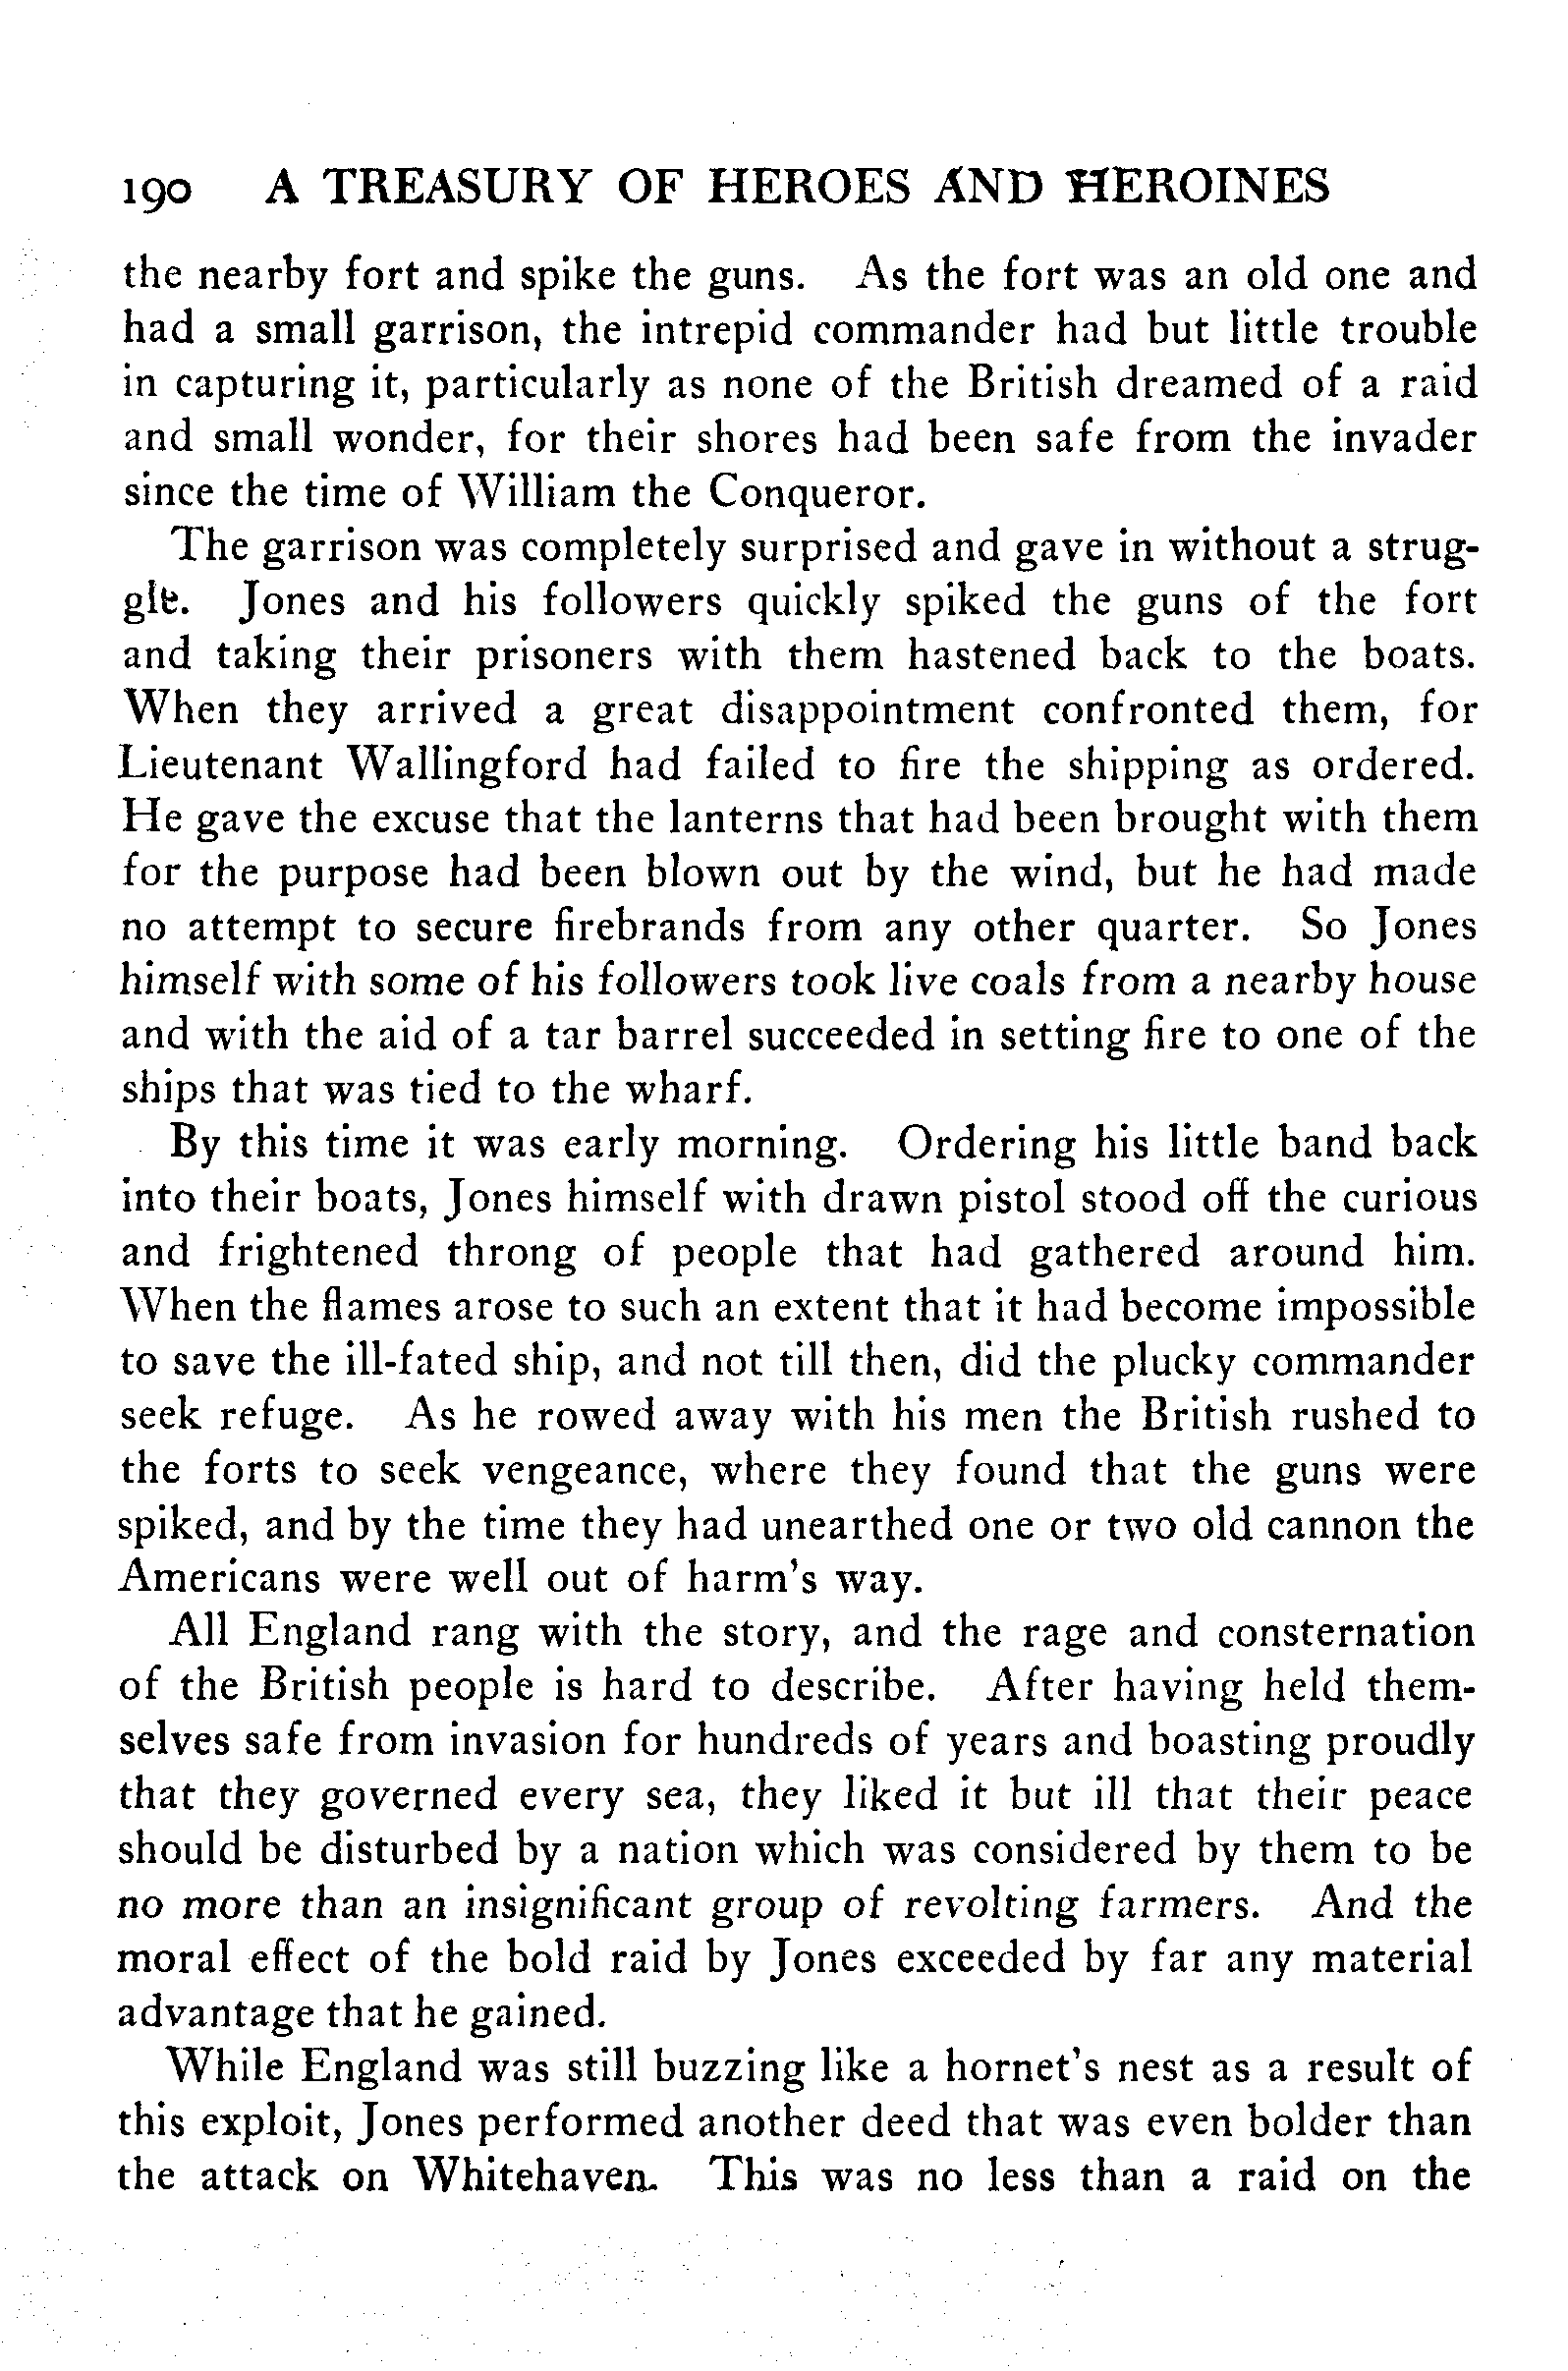 190 A TREASURY OF HEROES AND HEROINES
the nearby fort and spike the guns. As the fort was an old one and
had a small garrison, the intrepid commander had but little trouble
in capturing it, particularly as none of the British dreamed of a raid
and small wonder, for their shores had been safe from the invader
since the time of William the Conqueror.
The garrison was completely surprised and gave in without a strug-
gle. Jones and his followers quickly spiked the guns of the fort
and taking their prisoners with them hastened back to the boats.
When they arrived a great disappointment confronted them, for
Lieutenant Wallingford had failed to fire the shipping as ordered.
He gave the excuse that the lanterns that had been brought with them
for the purpose had been blown out by the wind, but he had made
no attempt to secure firebrands from any other quarter. So Jones
himself with some of his followers took live coals from a nearby house
and with the aid of a tar barrel succeeded in setting fire to one of the
ships that was tied to the wharf.
By this time it was early morning. Ordering his little band back
into their boats, Jones himself with drawn pistol stood off the curious
and frightened throng of people that had gathered around him.
When the flames arose to such an extent that it had become impossible
to save the ill-fated ship, and not till then, did the plucky commander
seek refuge. As he rowed away with his men the British rushed to
the forts to seek vengeance, where they found that the guns were
spiked, and by the time they had unearthed one or two old cannon the
Americans were well out of harm's way.
All England rang with the story, and the rage and consternation
of the British people is hard to describe. After having held them-
selves safe from invasion for hundreds of years and boasting proudly
that they governed every sea, they liked it but ill that their peace
should be disturbed by a nation which was considered by them to be
no more than an insignificant group of revolting farmers. And the
moral effect of the bold raid by Jones exceeded by far any material
advantage that he gained.
While England was still buzzing like a hornet's nest as a result of
this exploit, Jones performed another deed that was even bolder than
the attack on Whitehaven. This was no less than a raid on the